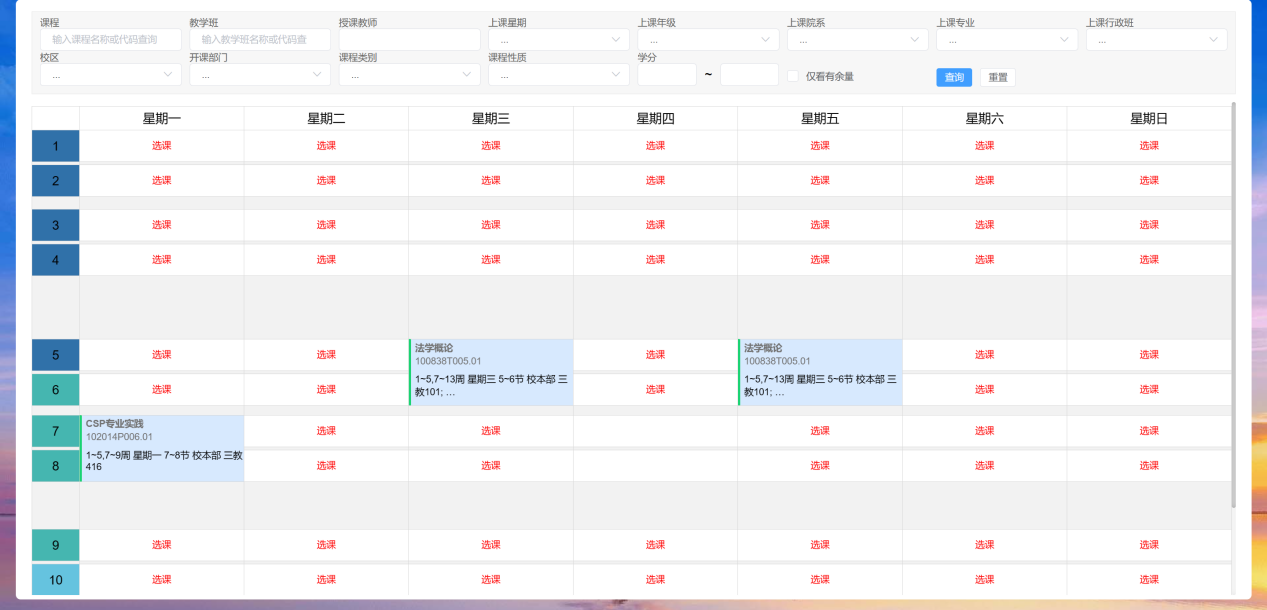 课程 教学班 授课教师 上课星期 上课年级 上课院系 上课专业 上课行政班
输入课程名称或代码查询 输入教学班名称或代码查 ... ... ... ... ...
校区 开课部门 课程类别 课程性质 学分
... ... ... ... ~ 仅看有余量 查询 重置
星期一 星期二 星期三 星期四 星期五 星期六 星期日
1 选课 选课 选课 选课 选课 选课 选课
2 选课 选课 选课 选课 选课 选课 选课
3 选课 选课 选课 选课 选课 选课 选课
4 选课 选课 选课 选课 选课 选课 选课
5 选课 选课 选课 选课 选课
法学概论
100838T005.01
1~5,7~13周 星期三 5~6节 校本部 三
教101; ...
法学概论
100838T005.01
1~5,7~13周 星期三 5~6节 校本部 三
教101; ...
6 选课 选课 选课 选课 选课
7 选课 选课 选课 选课 选课
CSP专业实践
102014P006.01
1~5,7~9周 星期一 7~8节 校本部 三教
416
8 选课 选课 选课 选课 选课
9 选课 选课 选课 选课 选课 选课 选课
10 选课 选课 选课 选课 选课 选课 选课